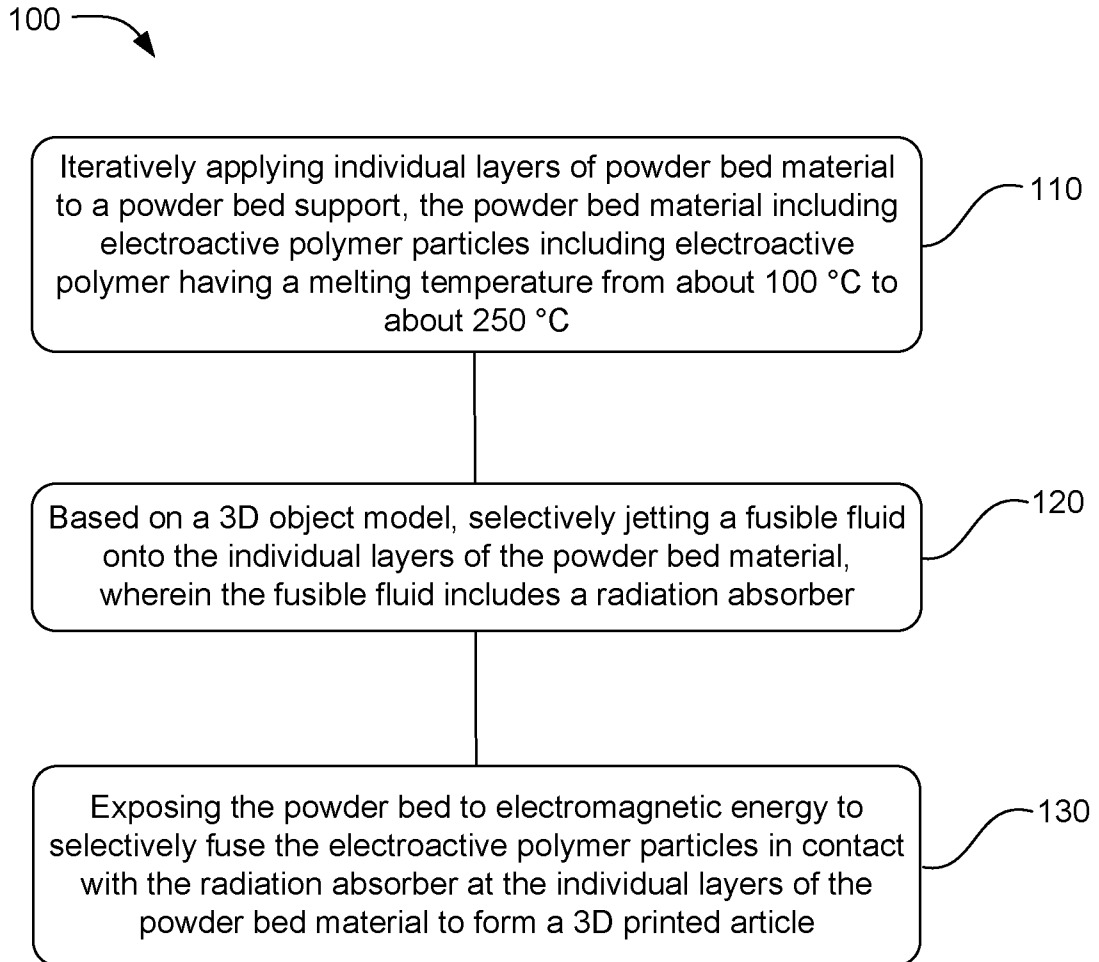 100
Iteratively applying individual layers of powder bed material
to a powder bed support, the powder bed material including
electroactive polymer particles including electroactive
polymer having a melting temperature from about 100 °C to
about 250 °C
110
Based on a 3D object model, selectively jetting a fusible fluid
onto the individual layers of the powder bed material,
wherein the fusible fluid includes a radiation absorber
120
Exposing the powder bed to electromagnetic energy to
selectively fuse the electroactive polymer particles in contact
with the radiation absorber at the individual layers of the
powder bed material to form a 3D printed article
130